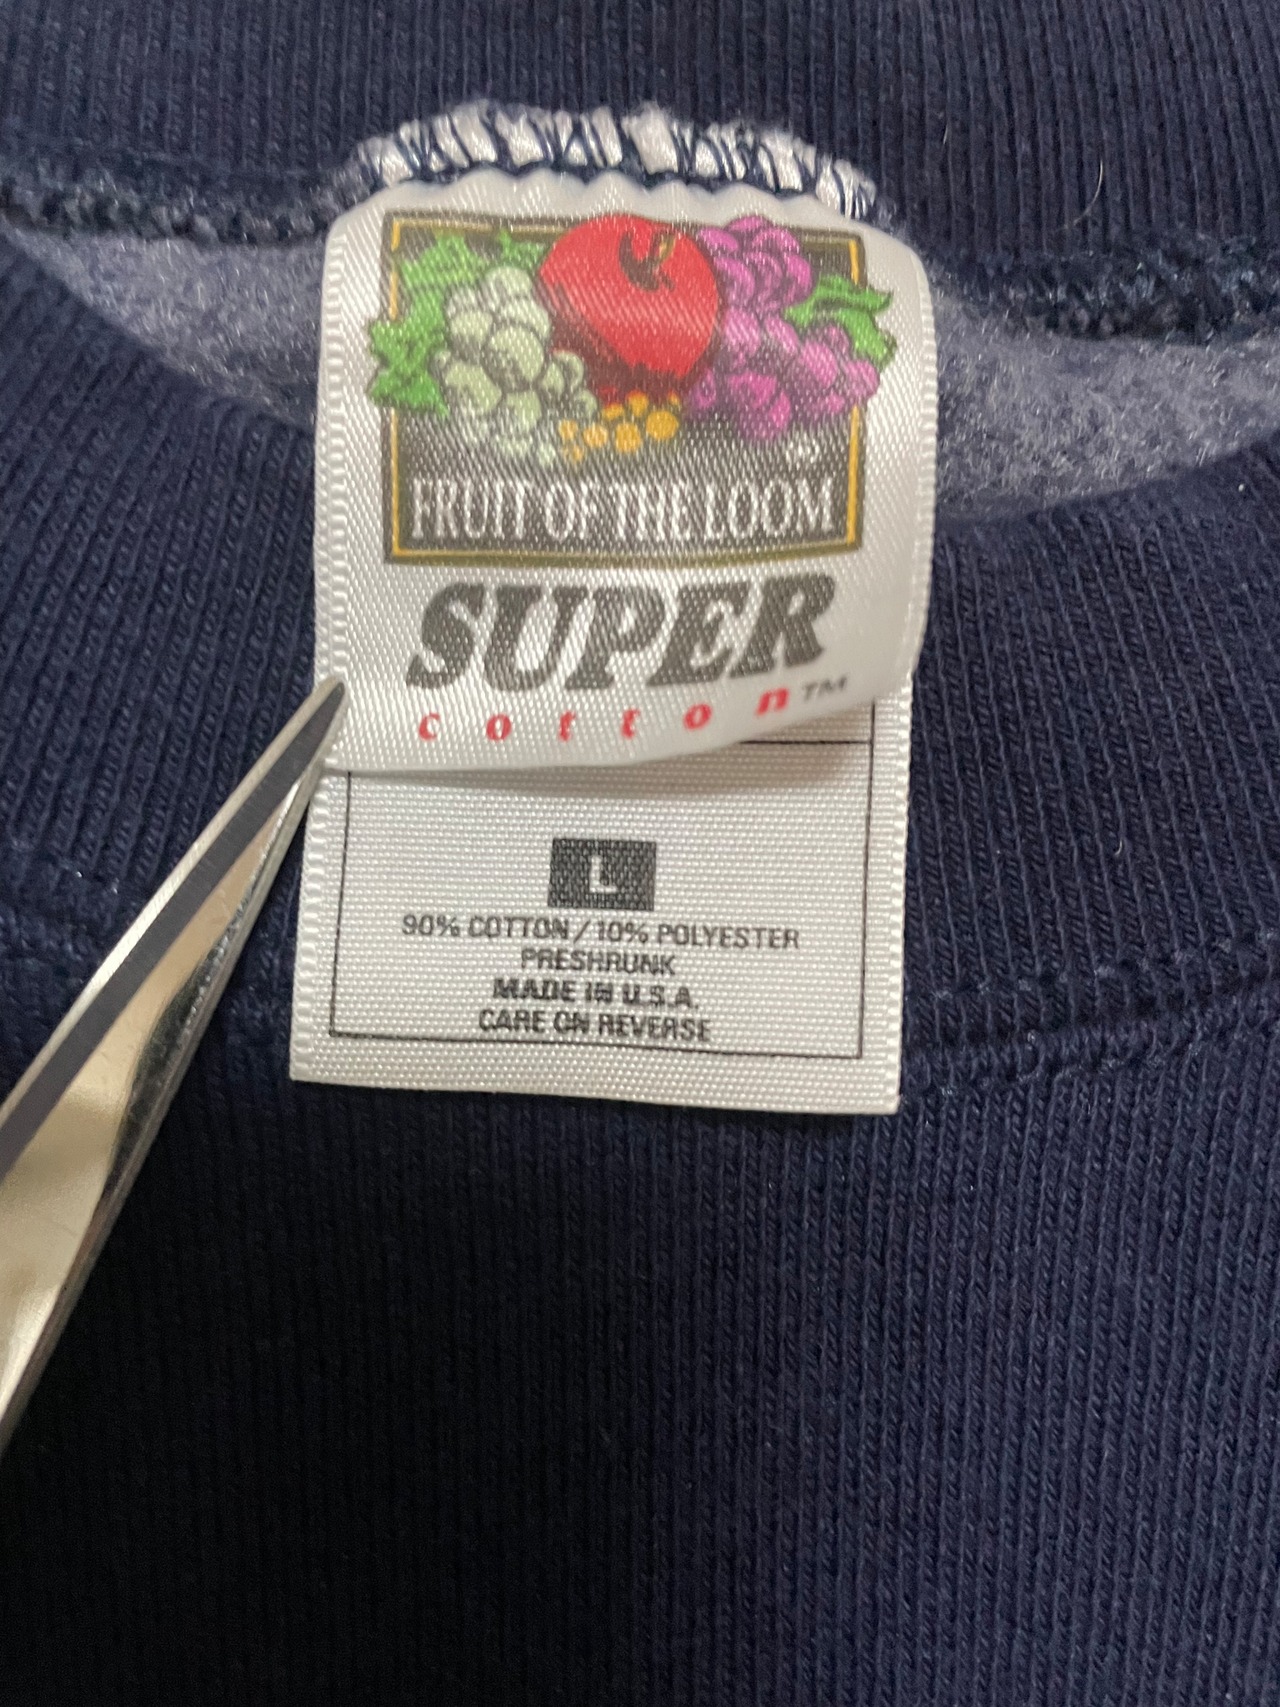 FRUIT OF THE LOOM
SUPER
cotton™
L
90% COTTON / 10% POLYESTER
PRESHRUNK
MADE IN U.S.A.
CARE ON REVERSE